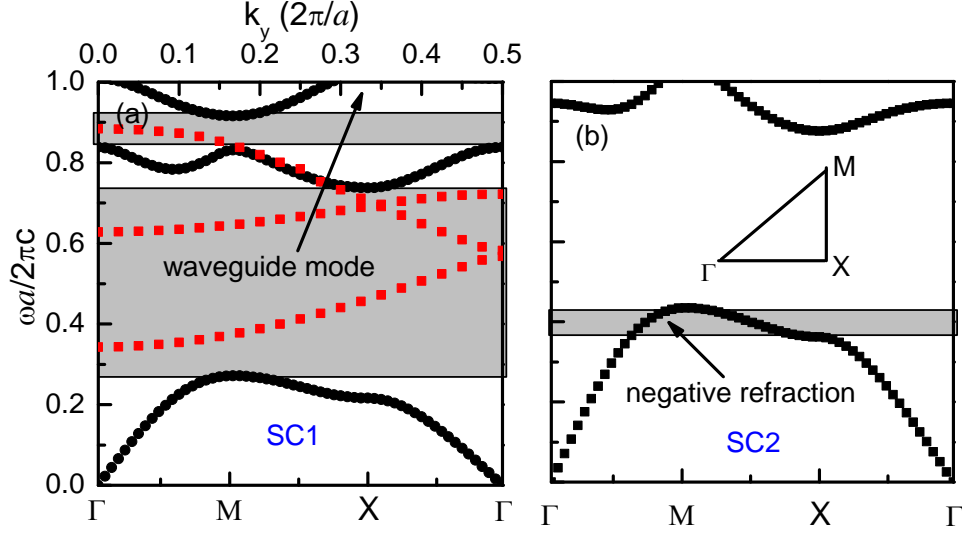 k_y (2π/a)
0.0 0.1 0.2 0.3 0.4 0.5
1.0
0.8
0.6
0.4
0.2
0.0
ωa/2πc
(a)
waveguide mode
SC1
Γ M X Γ
(b)
M
Γ
X
negative refraction
SC2
Γ M X Γ